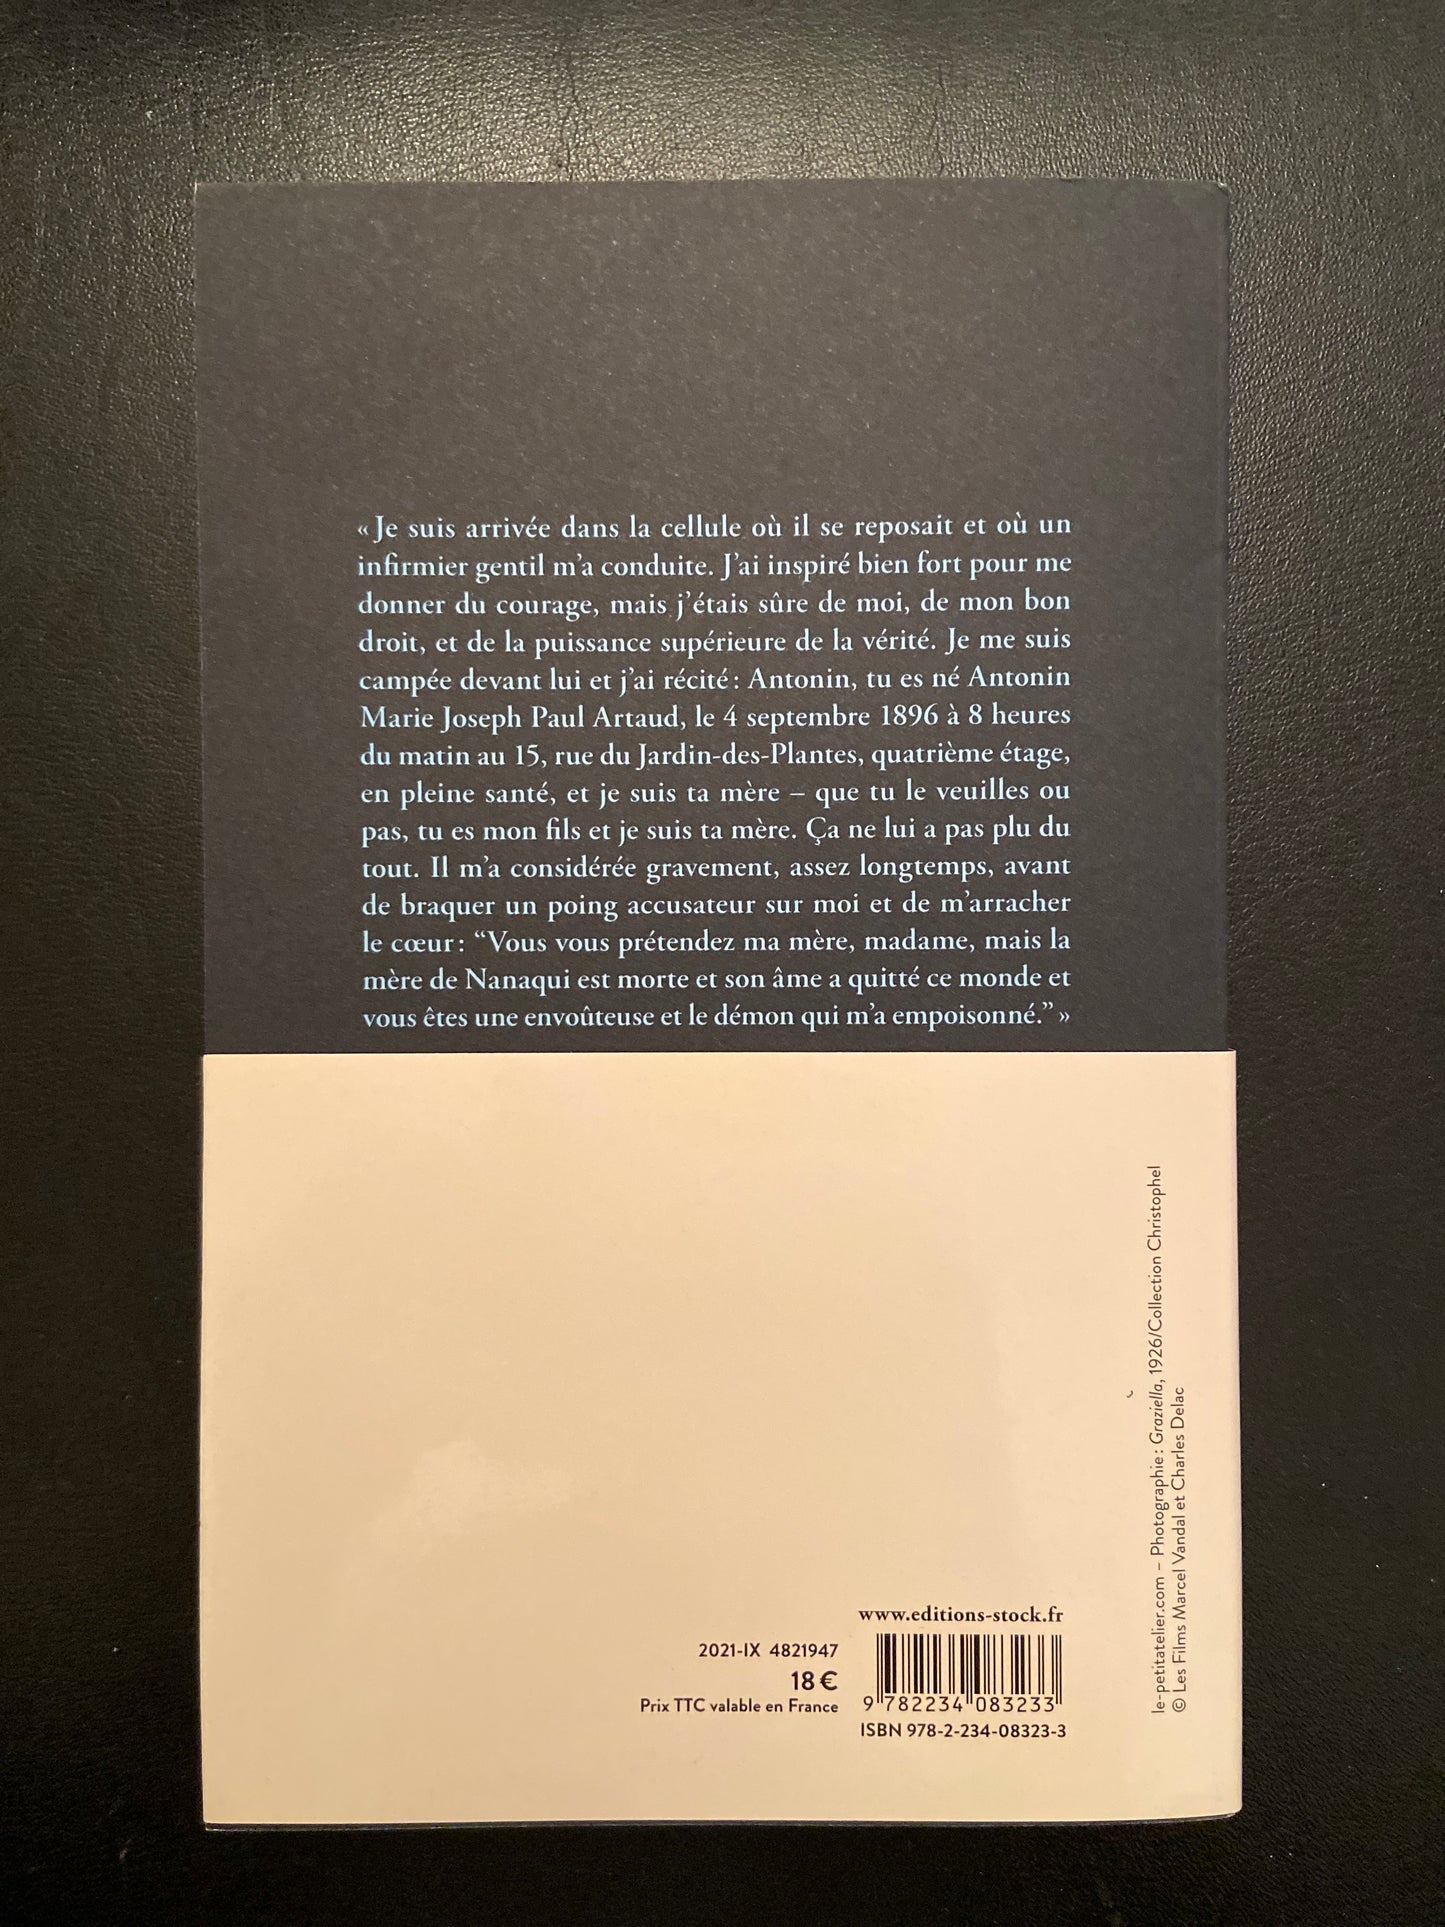 « Je suis arrivée dans la cellule où il se reposait et où un
infirmier gentil m'a conduite. J'ai inspiré bien fort pour me
donner du courage, mais j'étais sûre de moi, de mon bon
droit, et de la puissance supérieure de la vérité. Je me suis
campée devant lui et j'ai récité : Antonin, tu es né Antonin
Marie Joseph Paul Artaud, le 4 septembre 1896 à 8 heures
du matin au 15, rue du Jardin-des-Plantes, quatrième étage,
en pleine santé, et je suis ta mère – que tu le veuilles ou
pas, tu es mon fils et je suis ta mère. Ça ne lui a pas plu du
tout. Il m'a considérée gravement, assez longtemps, avant
de braquer un poing accusateur sur moi et de m'arracher
le cœur : “Vous vous prétendez ma mère, madame, mais la
mère de Nanaqui est morte et son âme a quitté ce monde et
vous êtes une envoûteuse et le démon qui m'a empoisonné.” »
www.editions-stock.fr
2021-IX 4821947
18 €
Prix TTC valable en France
9 782234 083233
ISBN 978-2-234-08323-3
le-petitatelier.com – Photographie : Graziella, 1926/Collection Christophel
© Les Films Marcel Vandal et Charles Delac